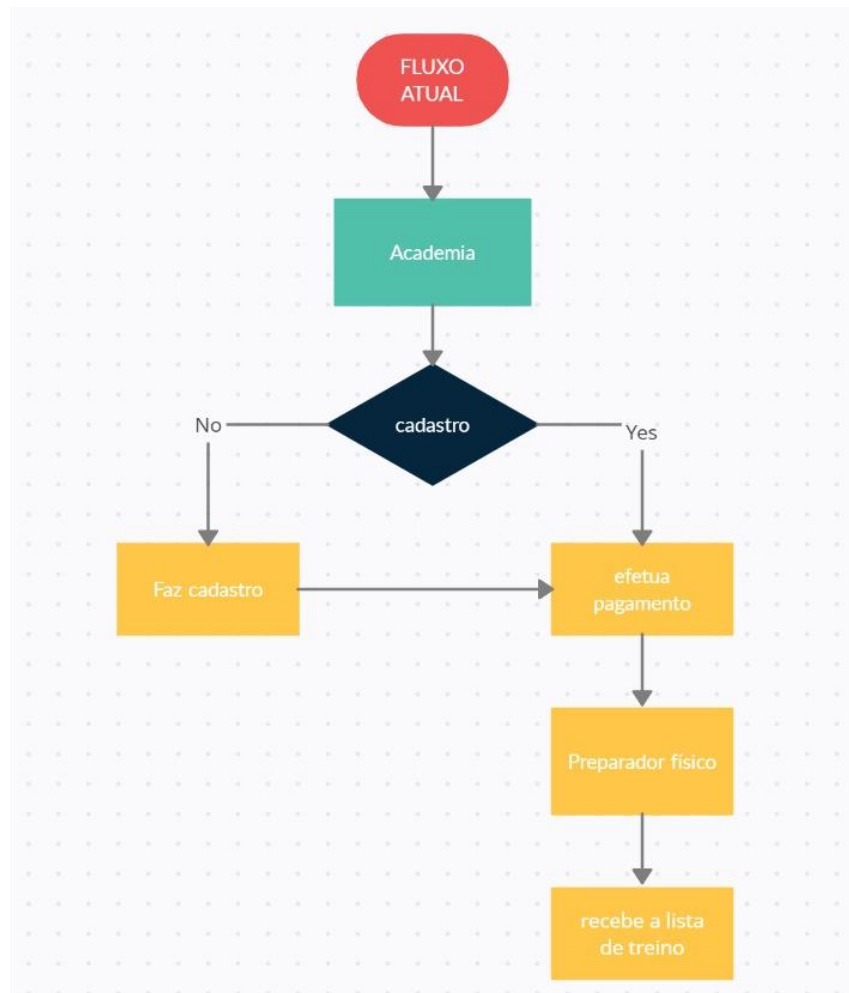 FLUXO
ATUAL
Academia
cadastro
No
Yes
Faz cadastro
efetua
pagamento
Preparador físico
recebe a lista
de treino